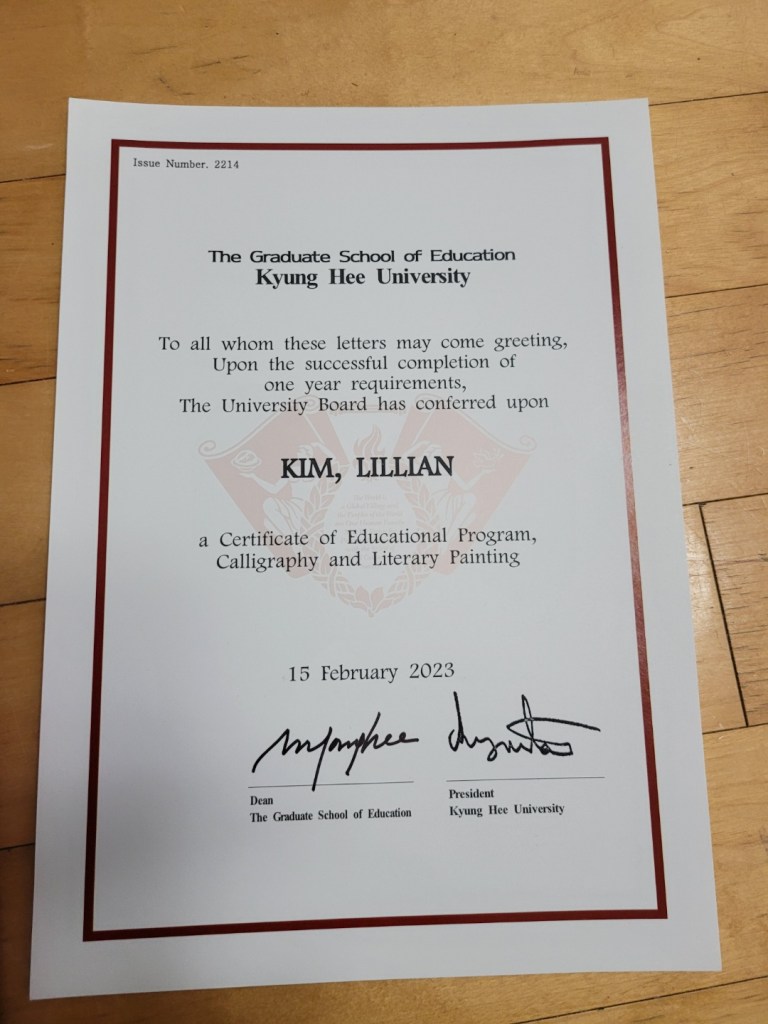 Issue Number. 2214
The Graduate School of Education
Kyung Hee University
To all whom these letters may come greeting,
Upon the successful completion of
one year requirements,
The University Board has conferred upon
KIM, LILLIAN
a Certificate of Educational Program,
Calligraphy and Literary Painting
15 February 2023
Dean
The Graduate School of Education
President
Kyung Hee University